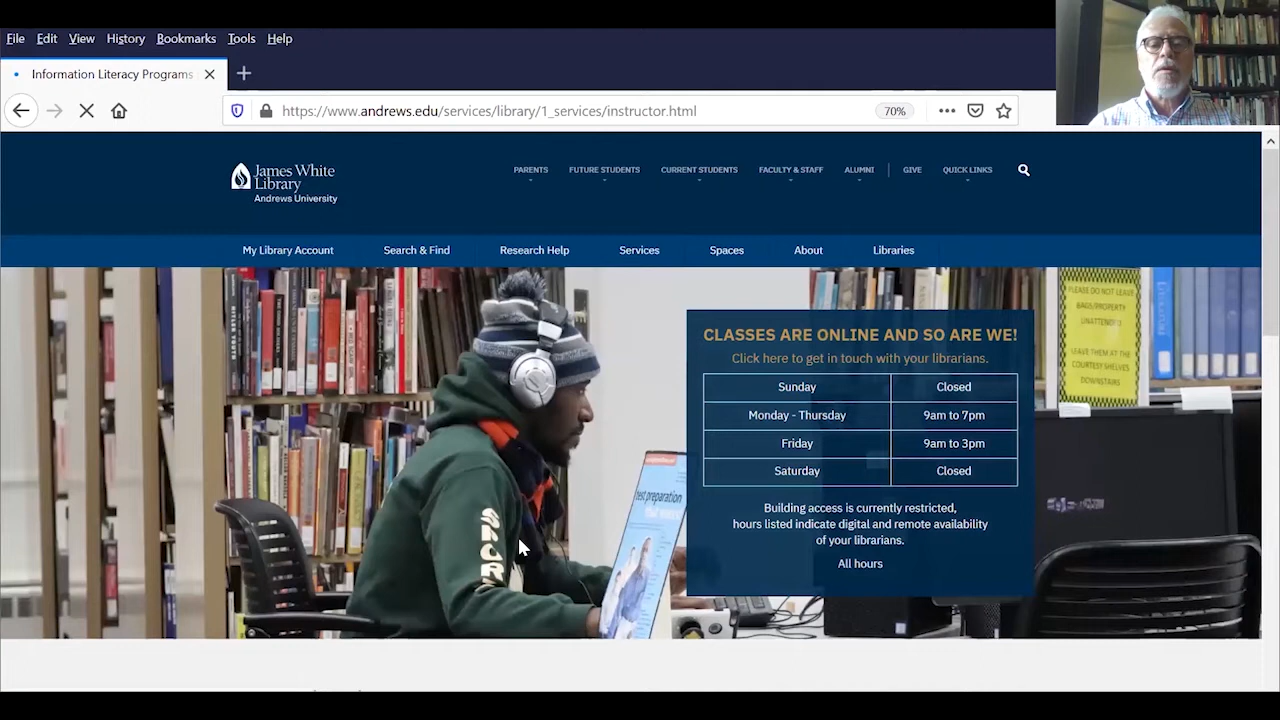 File Edit View History Bookmarks Tools Help
Information Literacy Programs
https://www.andrews.edu/services/library/1_services/instructor.html 70%
James White
Library
Andrews University
PARENTS FUTURE STUDENTS CURRENT STUDENTS FACULTY & STAFF ALUMNI GIVE QUICK LINKS
My Library Account Search & Find Research Help Services Spaces About Libraries
PLEASE DO NOT LEAVE
BAGS/PROPERTY
UNATTENDED
LEAVE THEM AT THE
COURTESY SHELVES
DOWNSTAIRS
CLASSES ARE ONLINE AND SO ARE WE!
Click here to get in touch with your librarians.
Sunday Closed
Monday - Thursday 9am to 7pm
Friday 9am to 3pm
Saturday Closed
Building access is currently restricted,
hours listed indicate digital and remote availability
of your librarians.
All hours
test preparation